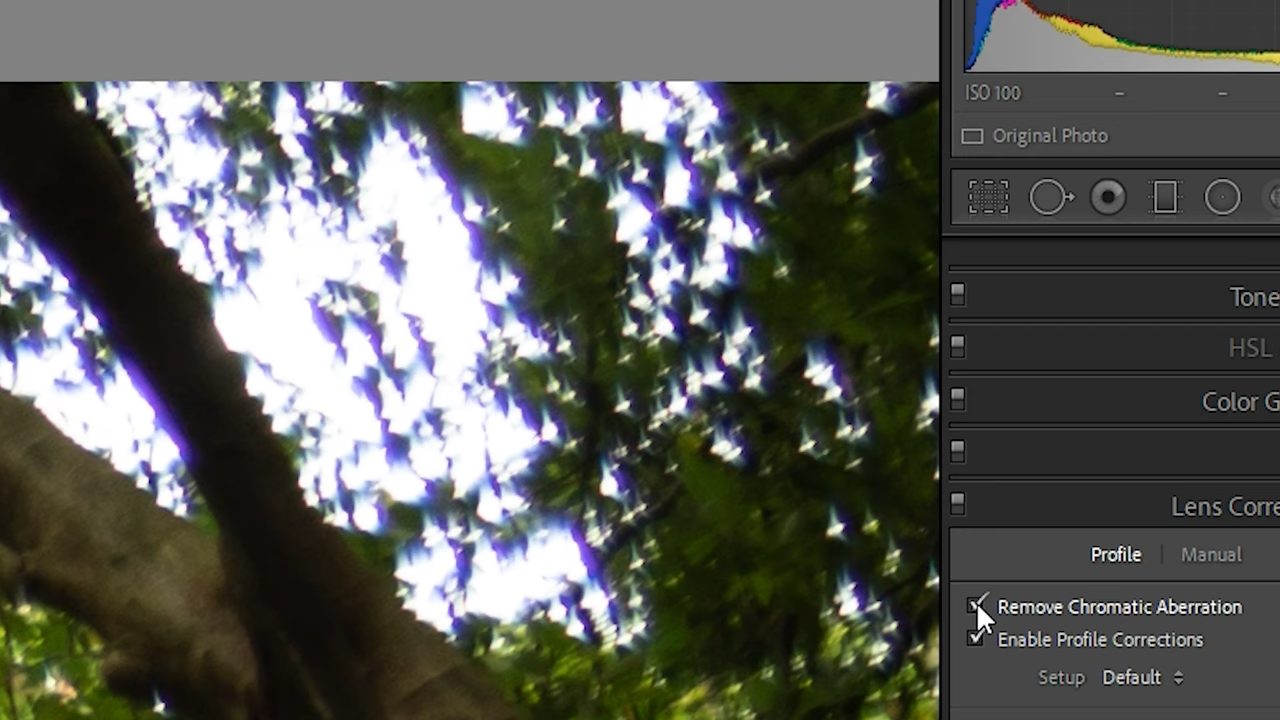 ISO 100 – –
Original Photo
Tone
HSL
Color G
Lens Corre
Profile | Manual
Remove Chromatic Aberration
Enable Profile Corrections
Setup Default